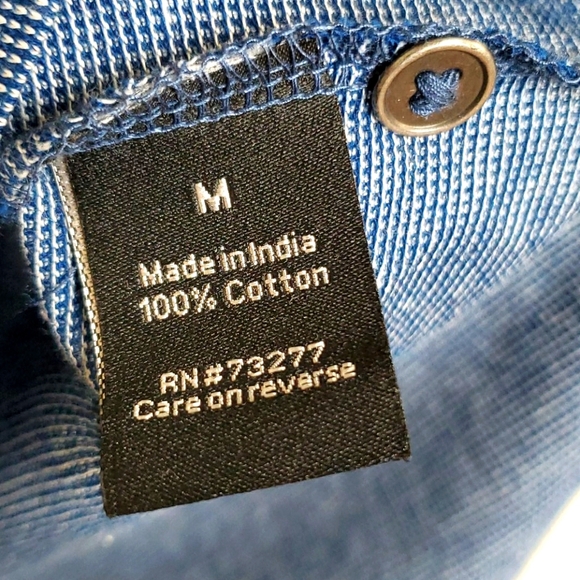 M
Made in India
100% Cotton
RN#73277
Care on reverse